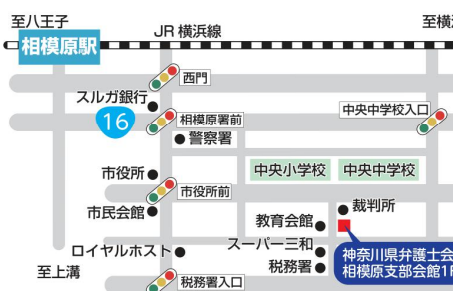 至八王子
至横
JR 横浜線
相模原駅
西門
スルガ銀行
16
相模原署前
中央中学校入口
警察署
中央小学校
中央中学校
市役所
市役所前
市民会館
裁判所
教育会館
ロイヤルホスト
スーパー三和
神奈川県弁護士会
相模原支部会館1F
至上溝
税務署
税務署入口